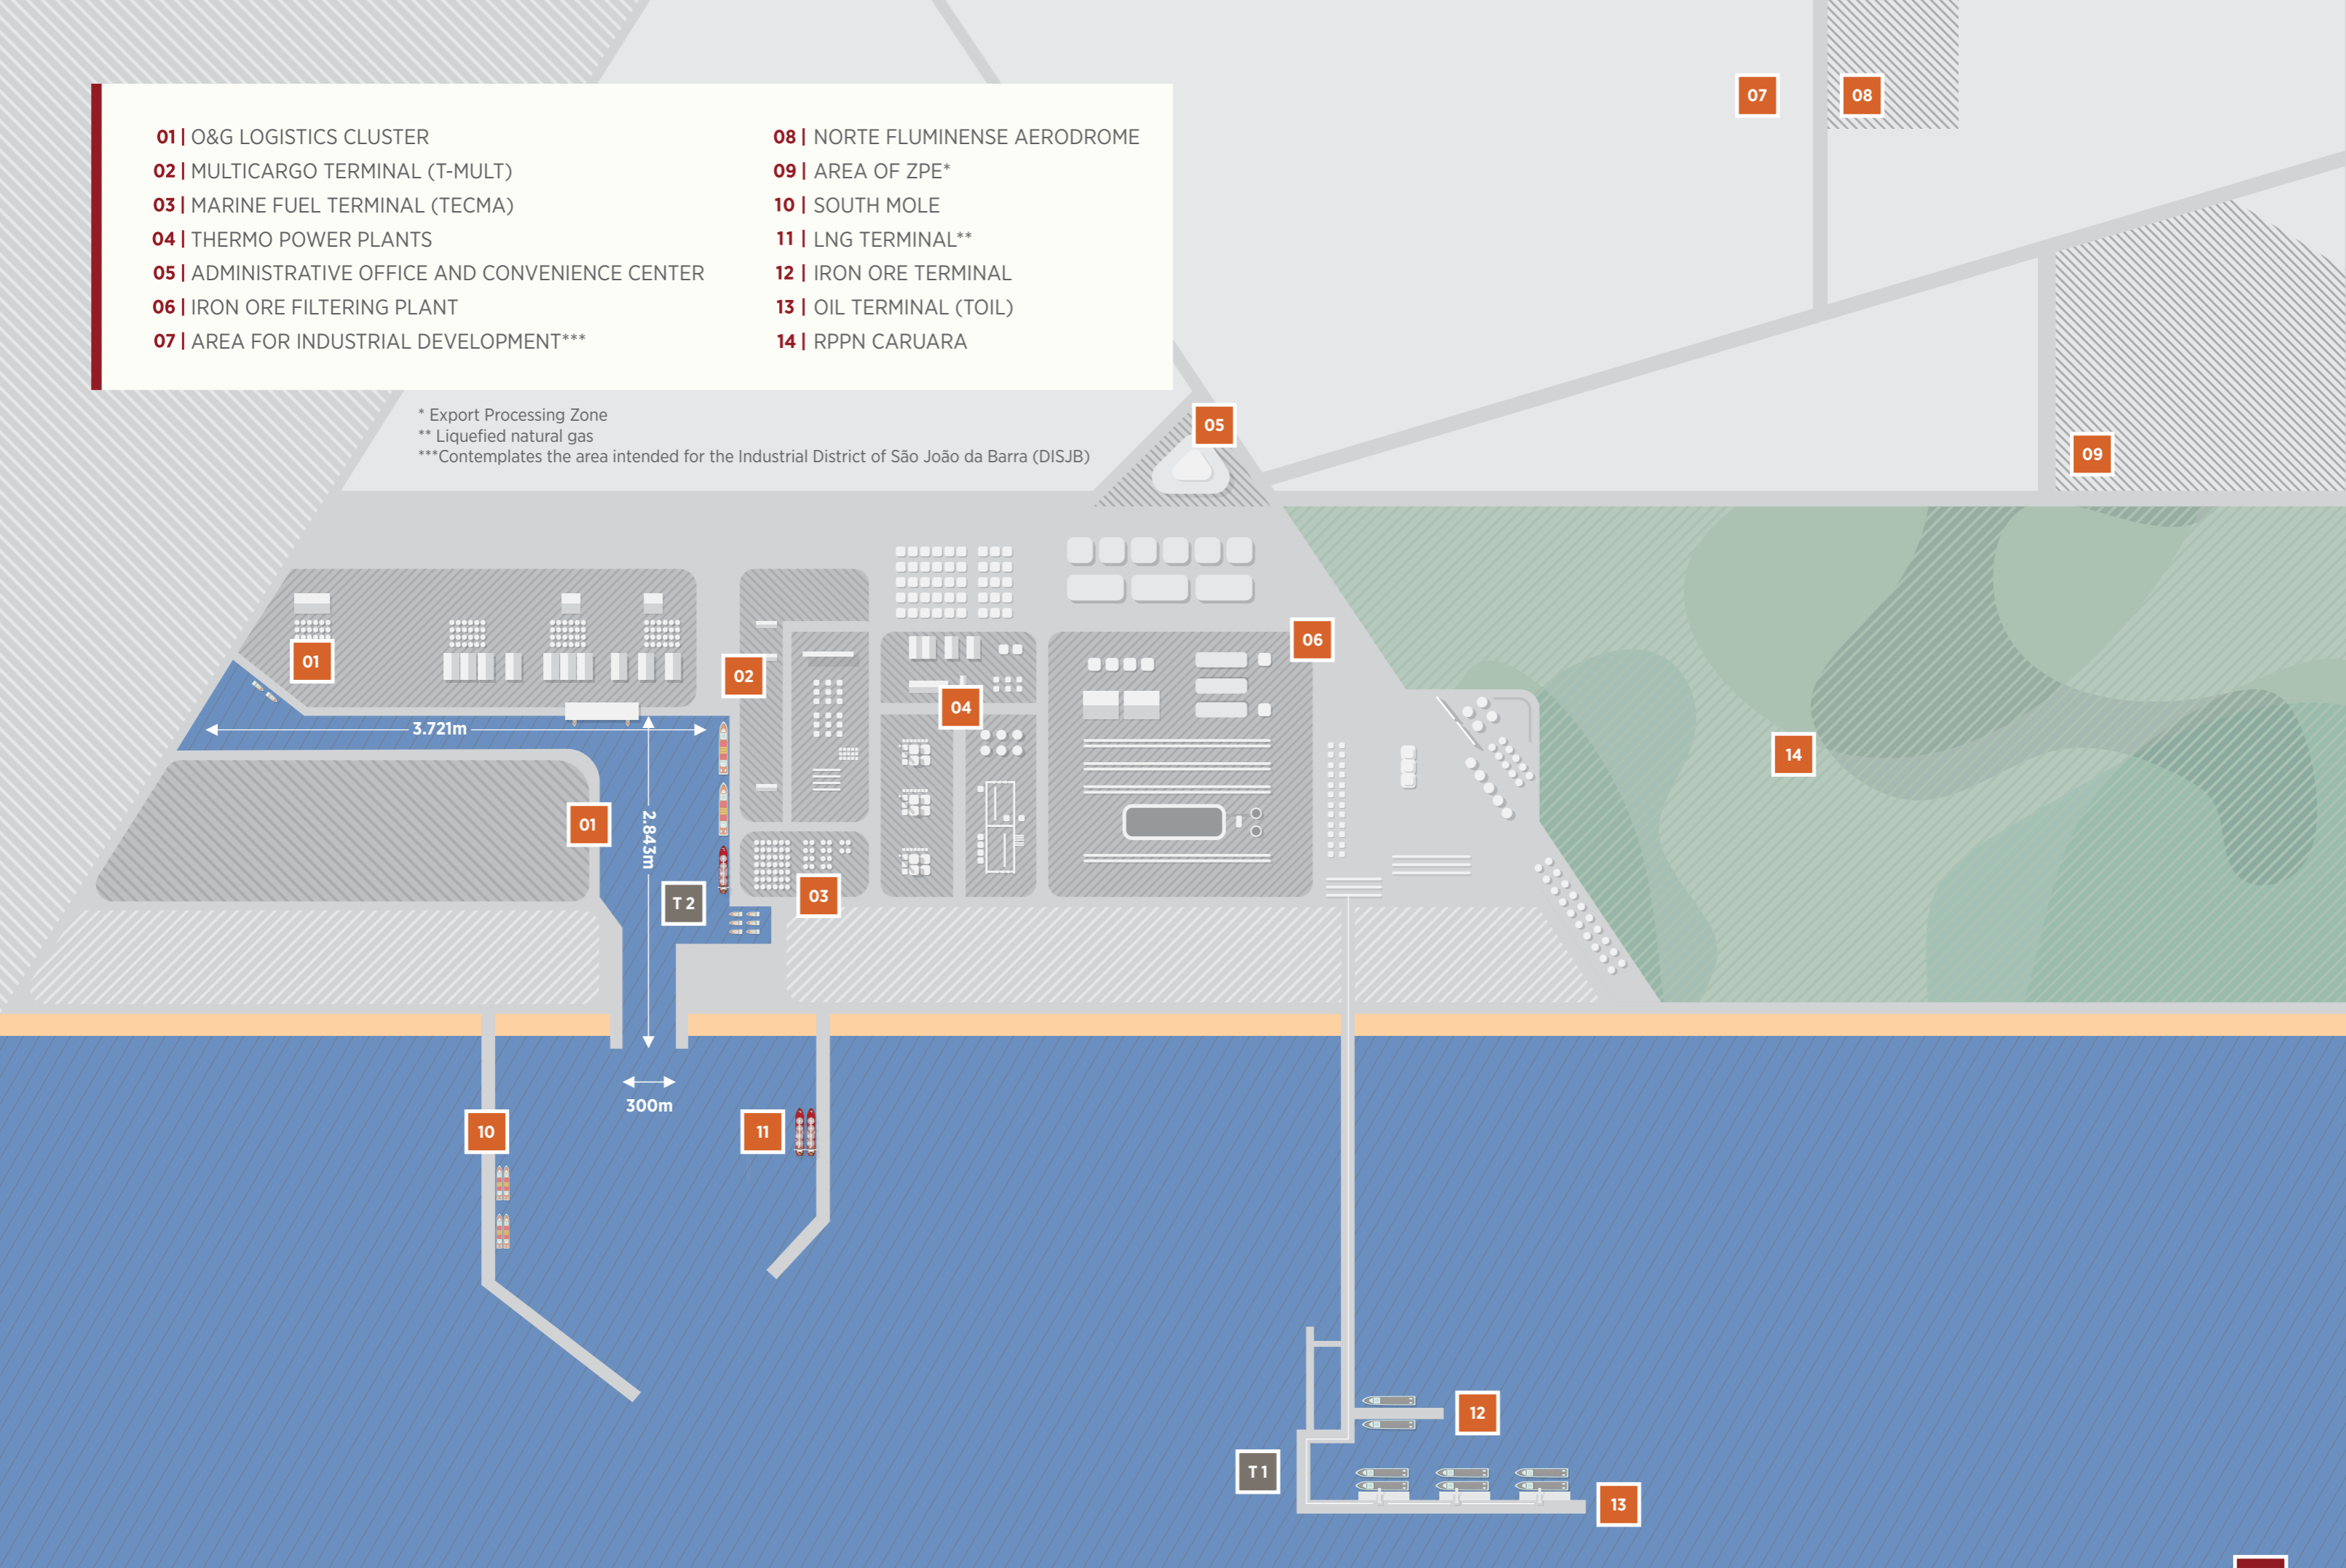 01 | O&G LOGISTICS CLUSTER
02 | MULTICARGO TERMINAL (T-MULT)
03 | MARINE FUEL TERMINAL (TECMA)
04 | THERMO POWER PLANTS
05 | ADMINISTRATIVE OFFICE AND CONVENIENCE CENTER
06 | IRON ORE FILTERING PLANT
07 | AREA FOR INDUSTRIAL DEVELOPMENT***
08 | NORTE FLUMINENSE AERODROME
09 | AREA OF ZPE*
10 | SOUTH MOLE
11 | LNG TERMINAL**
12 | IRON ORE TERMINAL
13 | OIL TERMINAL (TOIL)
14 | RPPN CARUARA
* Export Processing Zone
** Liquefied natural gas
***Contemplates the area intended for the Industrial District of São João da Barra (DISJB)
07
08
05
09
06
01
02
04
3.721m
14
01
2.843m
03
T 2
300m
10
11
12
T 1
13